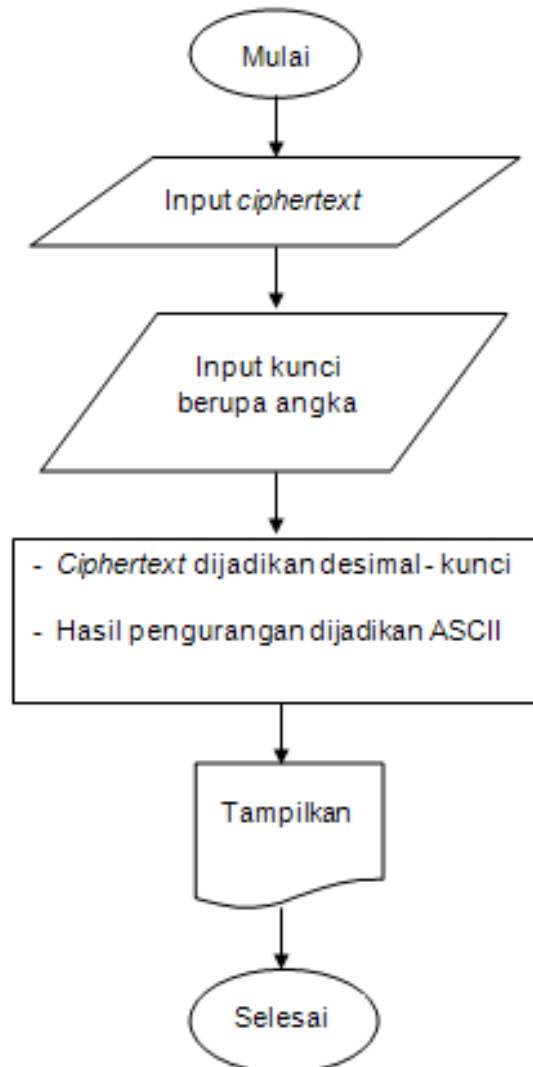 Mulai
Input ciphertext
Input kunci
berupa angka
- Ciphertext dijadikan desimal - kunci
- Hasil pengurangan dijadikan ASCII
Tampilkan
Selesai